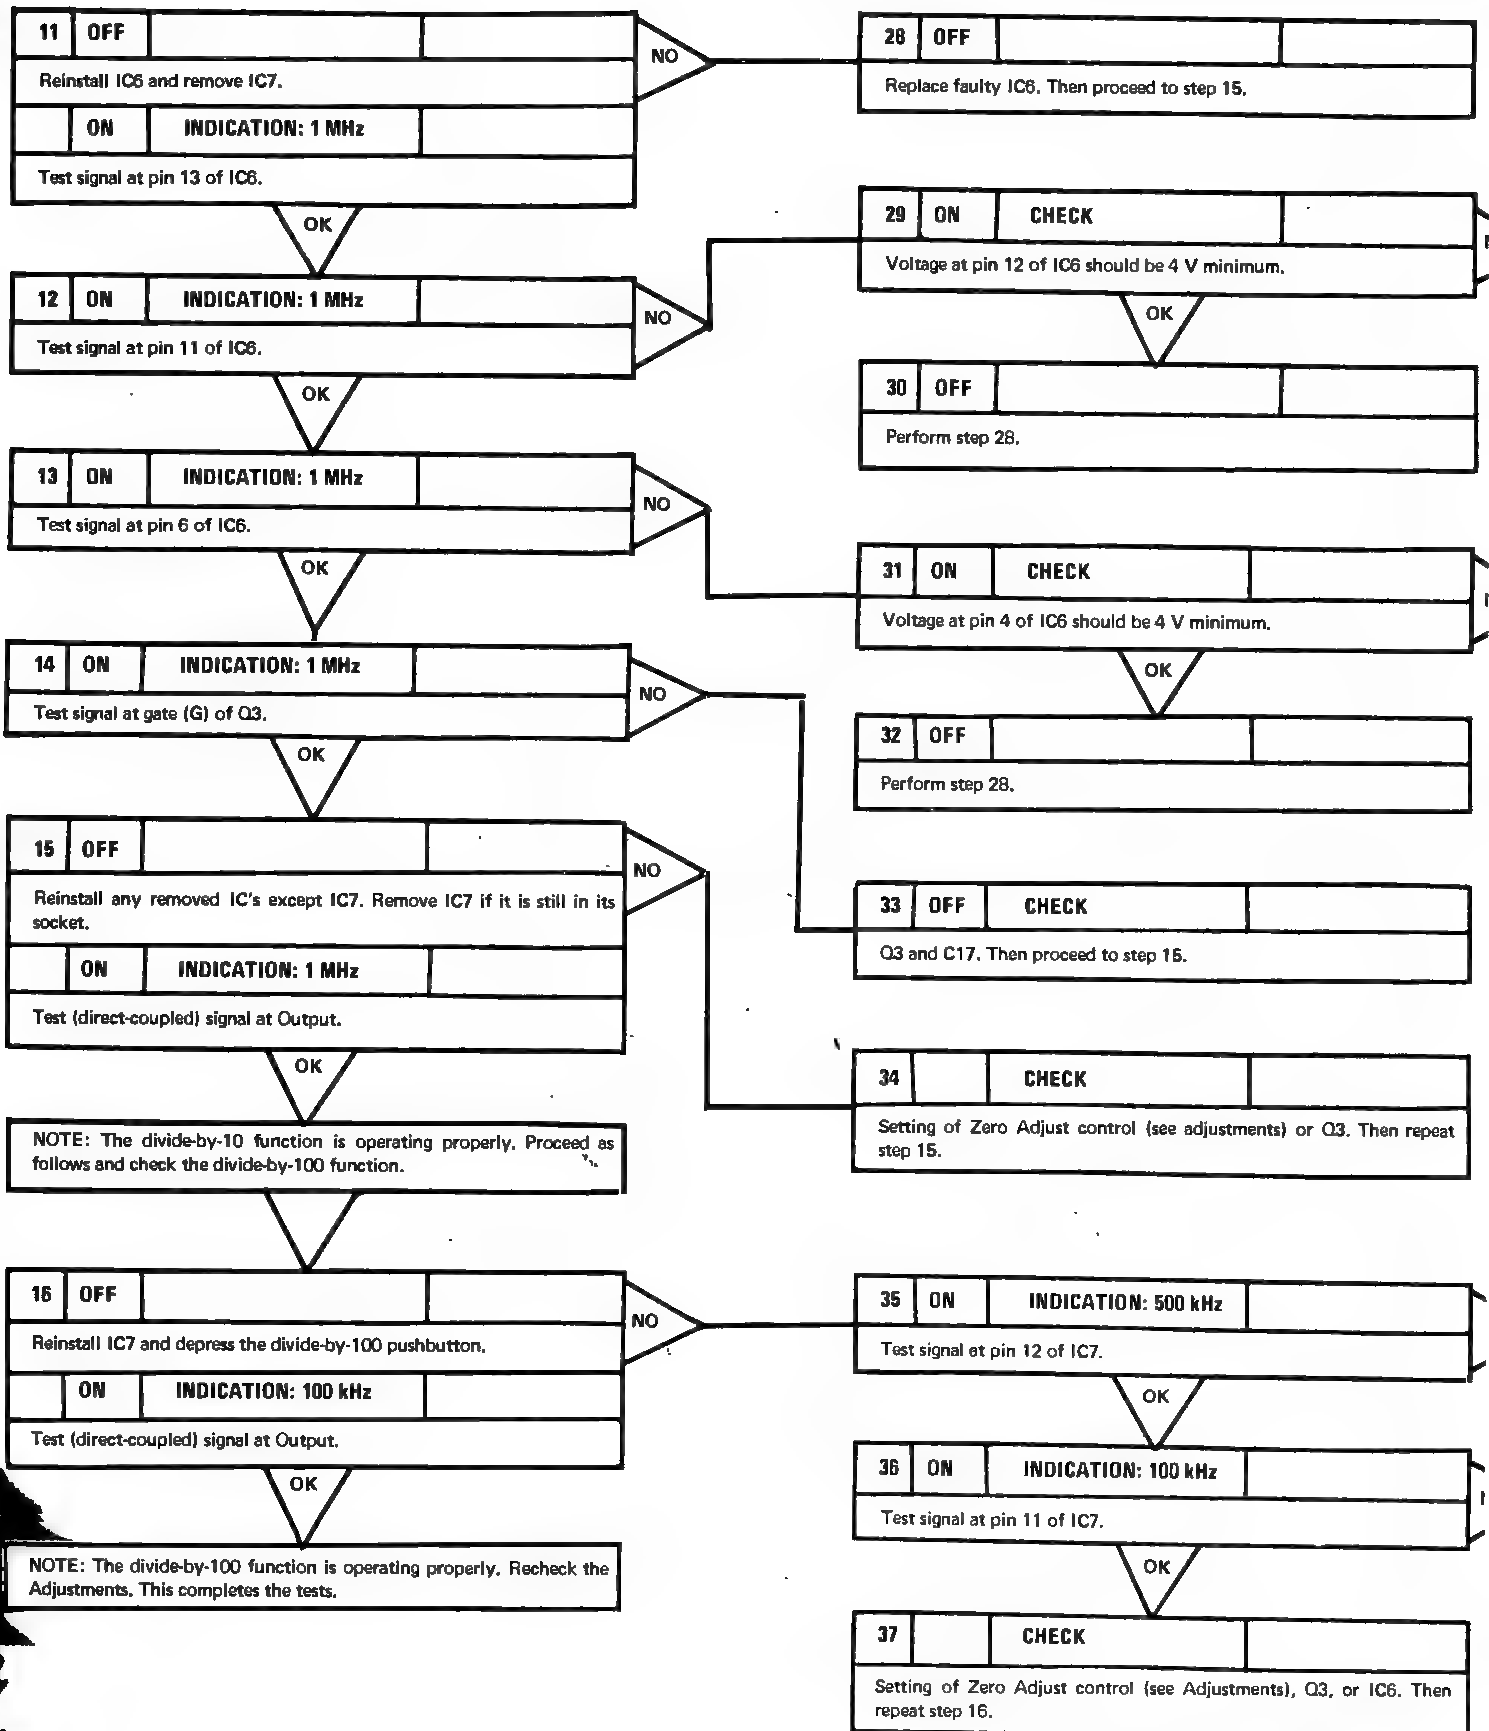 11 OFF
Reinstall IC6 and remove IC7.
ON INDICATION: 1 MHz
Test signal at pin 13 of IC6.
NO
OK
12 ON INDICATION: 1 MHz
Test signal at pin 11 of IC6.
NO
OK
13 ON INDICATION: 1 MHz
Test signal at pin 6 of IC6.
NO
OK
14 ON INDICATION: 1 MHz
Test signal at gate (G) of Q3.
NO
OK
15 OFF
Reinstall any removed IC's except IC7. Remove IC7 if it is still in its
socket.
ON INDICATION: 1 MHz
Test (direct-coupled) signal at Output.
NO
OK
NOTE: The divide-by-10 function is operating properly. Proceed as
follows and check the divide-by-100 function.
16 OFF
Reinstall IC7 and depress the divide-by-100 pushbutton.
ON INDICATION: 100 kHz
Test (direct-coupled) signal at Output.
NO
OK
NOTE: The divide-by-100 function is operating properly. Recheck the
Adjustments. This completes the tests.
28 OFF
Replace faulty IC6. Then proceed to step 15.
29 ON CHECK
Voltage at pin 12 of IC6 should be 4 V minimum.
OK
30 OFF
Perform step 28.
31 ON CHECK
Voltage at pin 4 of IC6 should be 4 V minimum.
OK
32 OFF
Perform step 28.
33 OFF CHECK
Q3 and C17. Then proceed to step 15.
34 CHECK
Setting of Zero Adjust control (see adjustments) or Q3. Then repeat
step 15.
35 ON INDICATION: 500 kHz
Test signal at pin 12 of IC7.
OK
36 ON INDICATION: 100 kHz
Test signal at pin 11 of IC7.
OK
37 CHECK
Setting of Zero Adjust control (see Adjustments), Q3, or IC6. Then
repeat step 16.